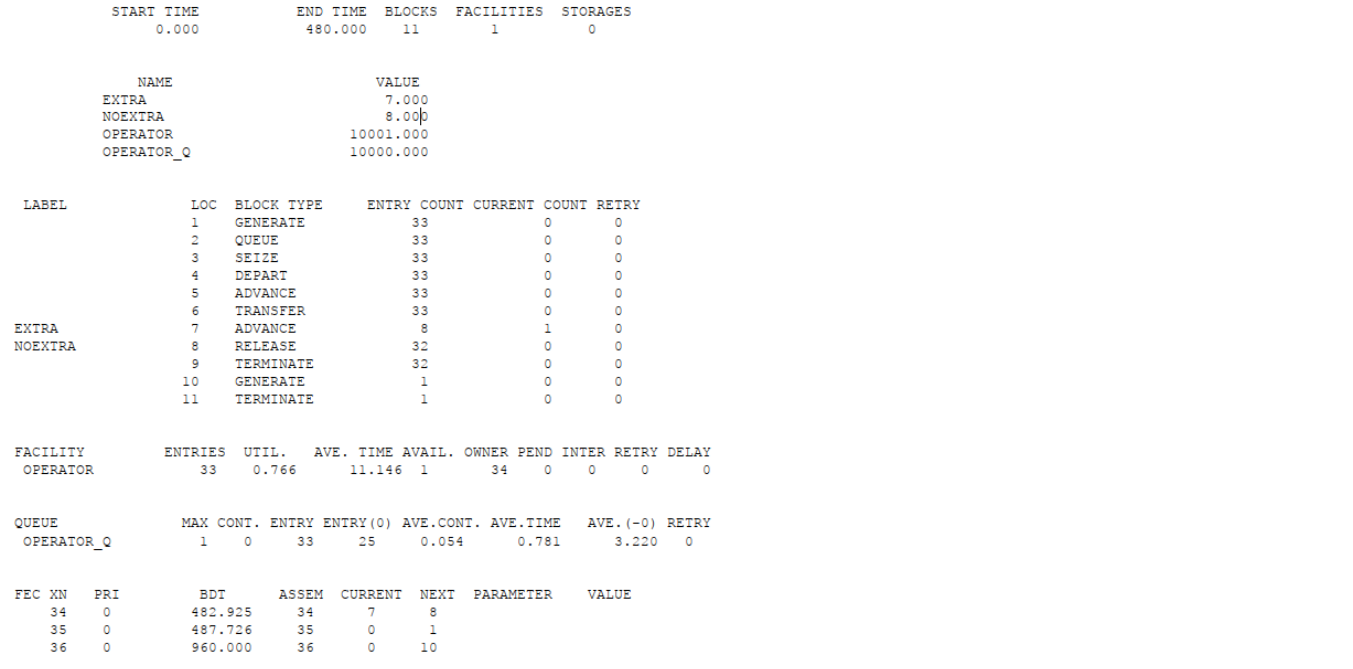 START TIME END TIME BLOCKS FACILITIES STORAGES
0.000 480.000 11 1 0
NAME VALUE
EXTRA 7.000
NOEXTRA 8.000
OPERATOR 10001.000
OPERATOR_Q 10000.000
LABEL LOC BLOCK TYPE ENTRY COUNT CURRENT COUNT RETRY
1 GENERATE 33 0 0
2 QUEUE 33 0 0
3 SEIZE 33 0 0
4 DEPART 33 0 0
5 ADVANCE 33 0 0
6 TRANSFER 33 0 0
EXTRA 7 ADVANCE 8 1 0
NOEXTRA 8 RELEASE 32 0 0
9 TERMINATE 32 0 0
10 GENERATE 1 0 0
11 TERMINATE 1 0 0
FACILITY ENTRIES UTIL. AVE. TIME AVAIL. OWNER PEND INTER RETRY DELAY
OPERATOR 33 0.766 11.146 1 34 0 0 0 0
QUEUE MAX CONT. ENTRY ENTRY(0) AVE.CONT. AVE.TIME AVE.(-0) RETRY
OPERATOR_Q 1 0 33 25 0.054 0.781 3.220 0
FEC XN PRI BDT ASSEM CURRENT NEXT PARAMETER VALUE
34 0 482.925 34 7 8
35 0 487.726 35 0 1
36 0 960.000 36 0 10